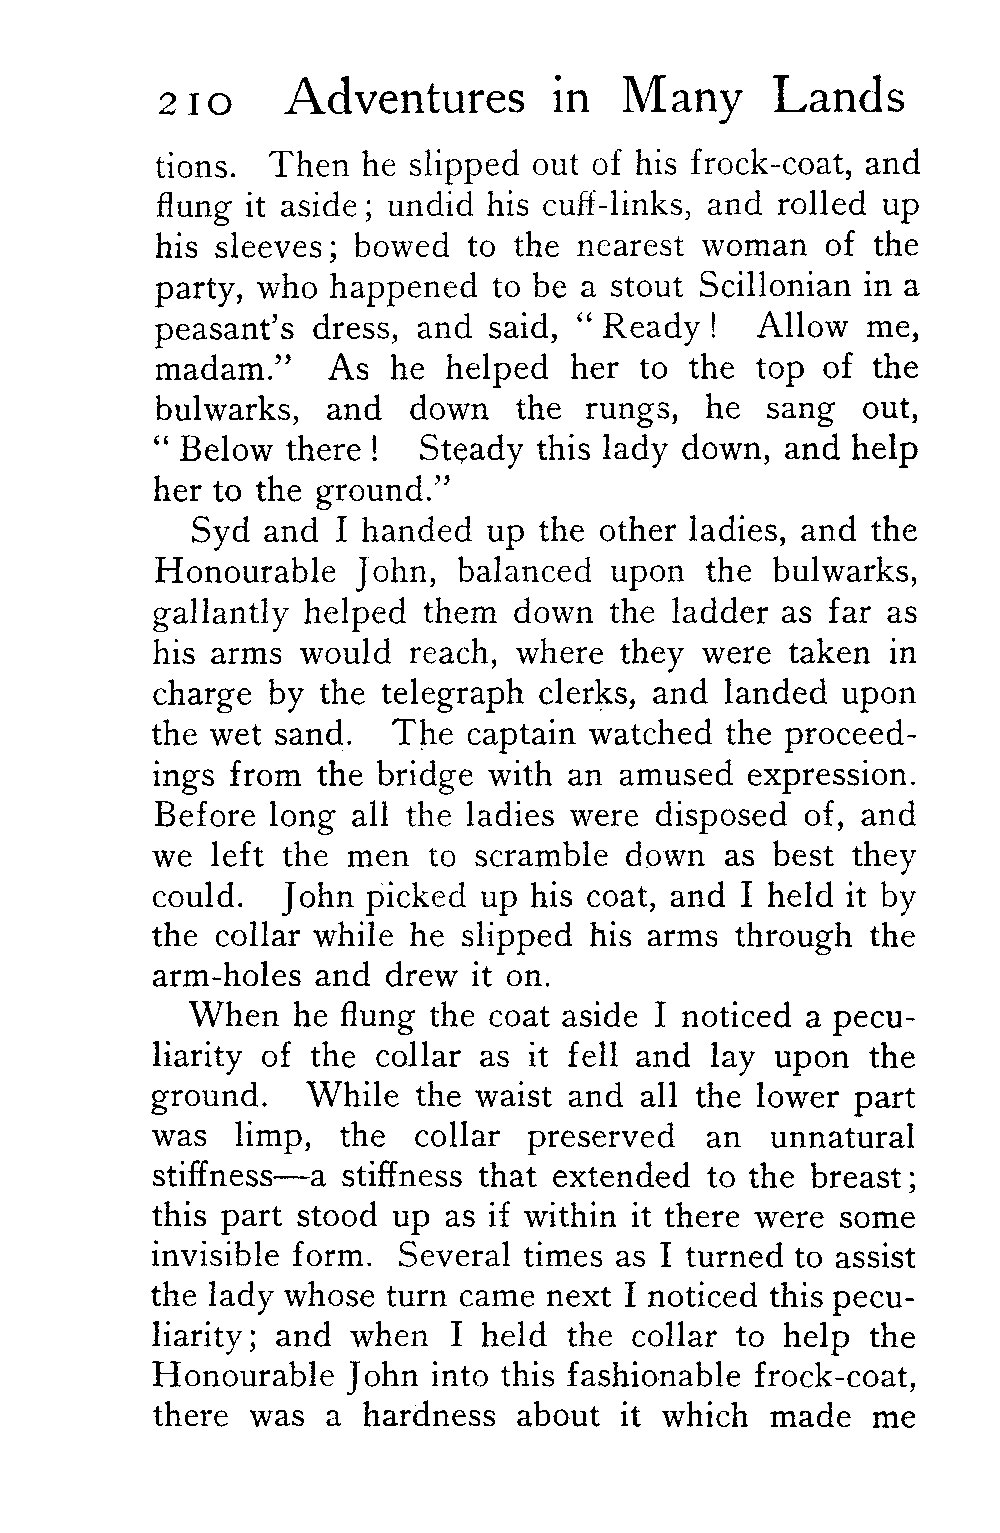 210 Adventures in Many Lands
tions. Then he slipped out of his frock-coat, and
flung it aside; undid his cuff-links, and rolled up
his sleeves; bowed to the nearest woman of the
party, who happened to be a stout Scillonian in a
peasant's dress, and said, “Ready! Allow me,
madam.” As he helped her to the top of the
bulwarks, and down the rungs, he sang out,
“Below there! Steady this lady down, and help
her to the ground.”
Syd and I handed up the other ladies, and the
Honourable John, balanced upon the bulwarks,
gallantly helped them down the ladder as far as
his arms would reach, where they were taken in
charge by the telegraph clerks, and landed upon
the wet sand. The captain watched the proceed-
ings from the bridge with an amused expression.
Before long all the ladies were disposed of, and
we left the men to scramble down as best they
could. John picked up his coat, and I held it by
the collar while he slipped his arms through the
arm-holes and drew it on.
When he flung the coat aside I noticed a pecu-
liarity of the collar as it fell and lay upon the
ground. While the waist and all the lower part
was limp, the collar preserved an unnatural
stiffness—a stiffness that extended to the breast;
this part stood up as if within it there were some
invisible form. Several times as I turned to assist
the lady whose turn came next I noticed this pecu-
liarity; and when I held the collar to help the
Honourable John into this fashionable frock-coat,
there was a hardness about it which made me